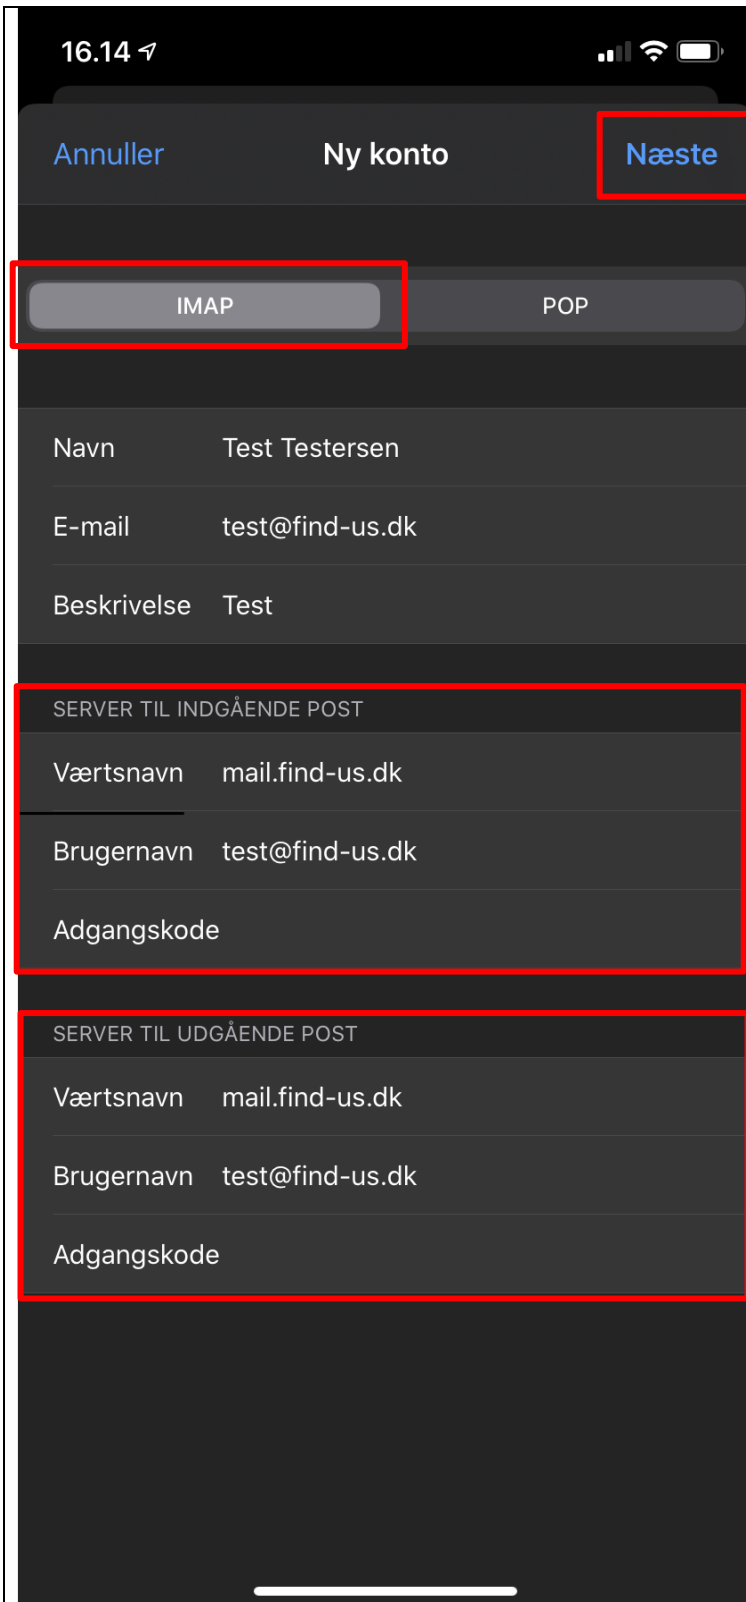 16.14
Annuller Ny konto Næste
IMAP POP
Navn Test Testersen
E-mail test@find-us.dk
Beskrivelse Test
SERVER TIL INDGÅENDE POST
Værtsnavn mail.find-us.dk
Brugernavn test@find-us.dk
Adgangskode
SERVER TIL UDGÅENDE POST
Værtsnavn mail.find-us.dk
Brugernavn test@find-us.dk
Adgangskode